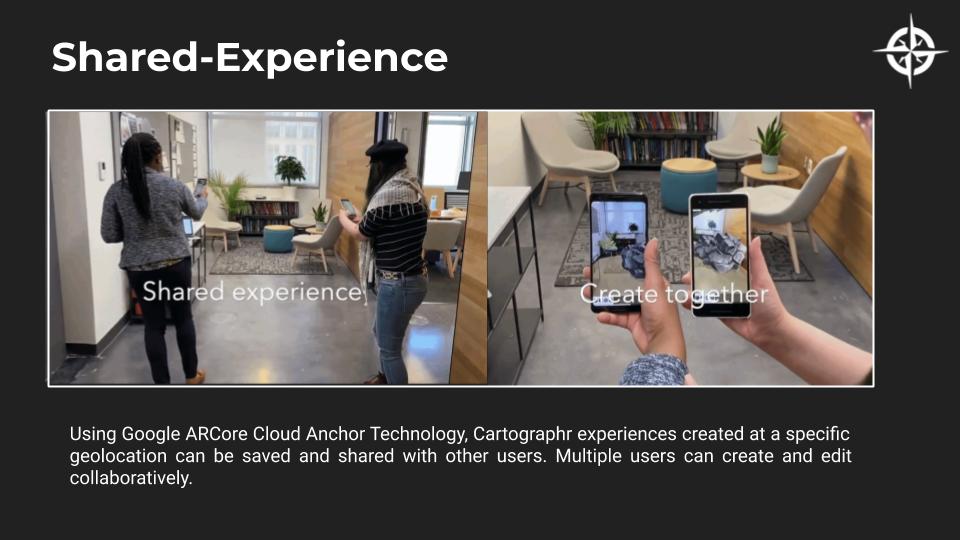 Shared-Experience
Shared experience
Create together
Using Google ARCore Cloud Anchor Technology, Cartographr experiences created at a specific
geolocation can be saved and shared with other users. Multiple users can create and edit
collaboratively.